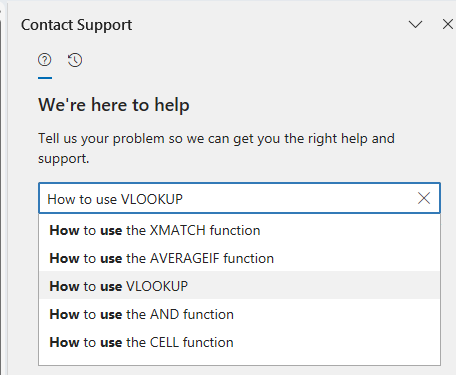 Contact Support
We're here to help
Tell us your problem so we can get you the right help and
support.
How to use VLOOKUP
How to use the XMATCH function
How to use the AVERAGEIF function
How to use VLOOKUP
How to use the AND function
How to use the CELL function